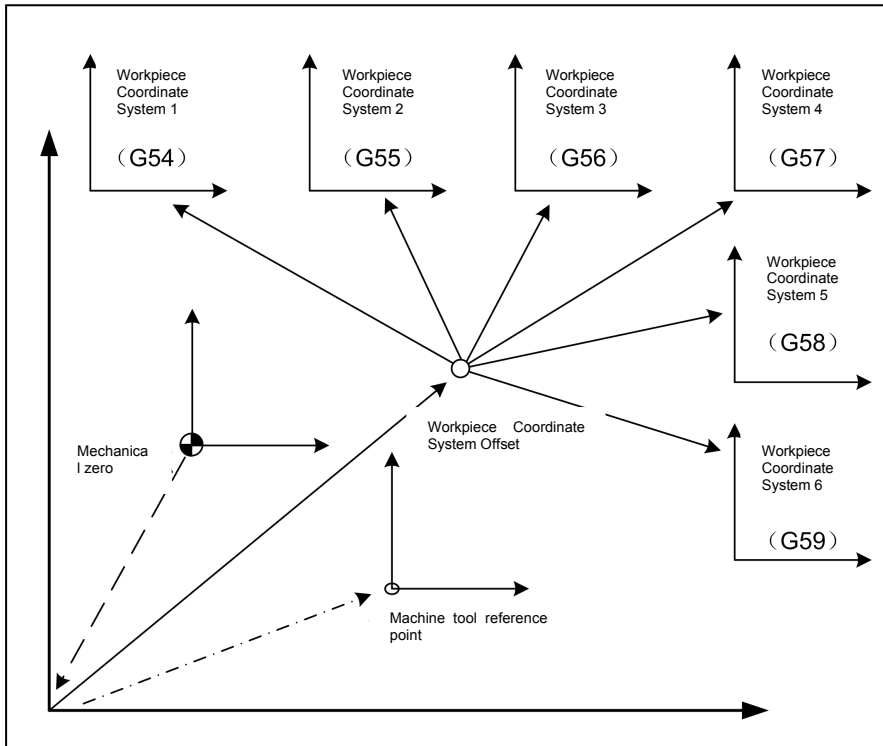 Workpiece
Coordinate
System 1
（G54）
Workpiece
Coordinate
System 2
（G55）
Workpiece
Coordinate
System 3
（G56）
Workpiece
Coordinate
System 4
（G57）
Workpiece
Coordinate
System 5
（G58）
Workpiece Coordinate
System Offset
Mechanica
l zero
Workpiece
Coordinate
System 6
（G59）
Machine tool reference
point